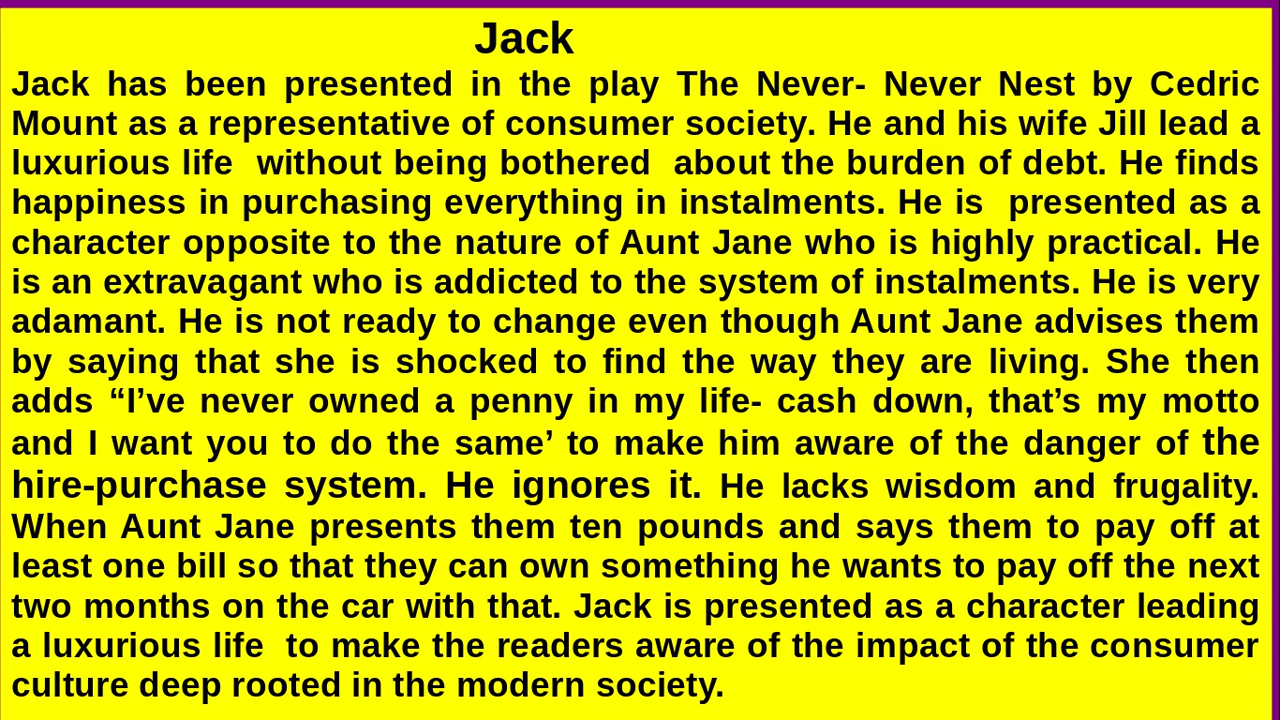 Jack
Jack has been presented in the play The Never- Never Nest by Cedric
Mount as a representative of consumer society. He and his wife Jill lead a
luxurious life  without being bothered  about the burden of debt. He finds
happiness in purchasing everything in instalments. He is  presented as a
character opposite to the nature of Aunt Jane who is highly practical. He
is an extravagant who is addicted to the system of instalments. He is very
adamant. He is not ready to change even though Aunt Jane advises them
by saying that she is shocked to find the way they are living. She then
adds “I’ve never owned a penny in my life- cash down, that’s my motto
and I want you to do the same’ to make him aware of the danger of the
hire-purchase system. He ignores it. He lacks wisdom and frugality.
When Aunt Jane presents them ten pounds and says them to pay off at
least one bill so that they can own something he wants to pay off the next
two months on the car with that. Jack is presented as a character leading
a luxurious life  to make the readers aware of the impact of the consumer
culture deep rooted in the modern society.